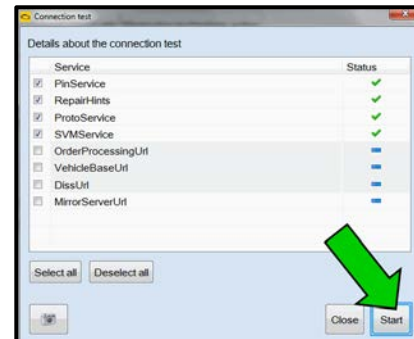 Connection test
Details about the connection test
Service Status
PinService
RepairHints
ProtoService
SVMService
OrderProcessingUrl
VehicleBaseUrl
DissUrl
MirrorServerUrl
Select all Deselect all
Close Start